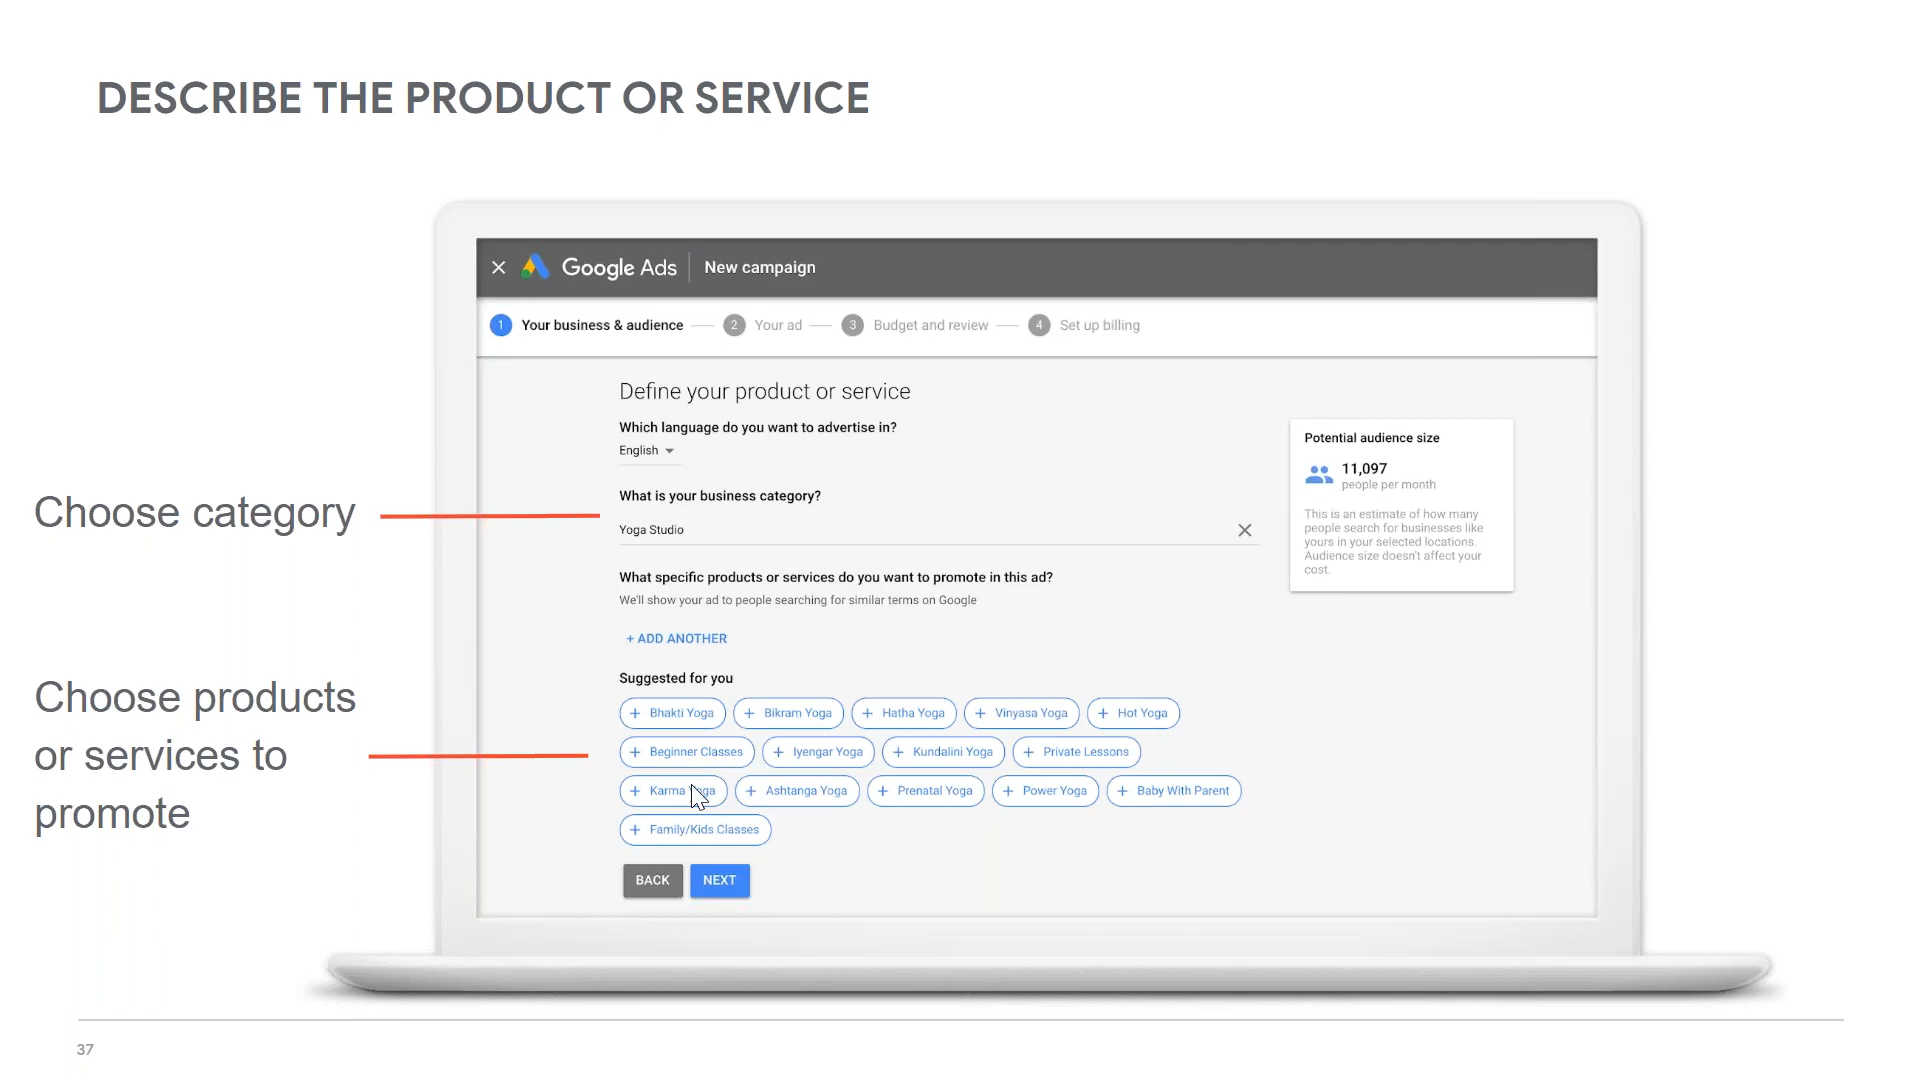 DESCRIBE THE PRODUCT OR SERVICE
Google Ads
New campaign
1 Your business & audience
2 Your ad
3 Budget and review
4 Set up billing
Define your product or service
Which language do you want to advertise in?
English
Choose category
What is your business category?
Yoga Studio
Potential audience size
11,097
people per month
This is an estimate of how many
people search for businesses like
yours in your selected locations.
Audience size doesn't affect your
cost.
What specific products or services do you want to promote in this ad?
We'll show your ad to people searching for similar terms on Google
+ ADD ANOTHER
Choose products
or services to
promote
Suggested for you
+ Bhakti Yoga + Bikram Yoga + Hatha Yoga + Vinyasa Yoga + Hot Yoga
+ Beginner Classes + Iyengar Yoga + Kundalini Yoga + Private Lessons
+ Karma Yoga + Ashtanga Yoga + Prenatal Yoga + Power Yoga + Baby With Parent
+ Family/Kids Classes
BACK NEXT
37